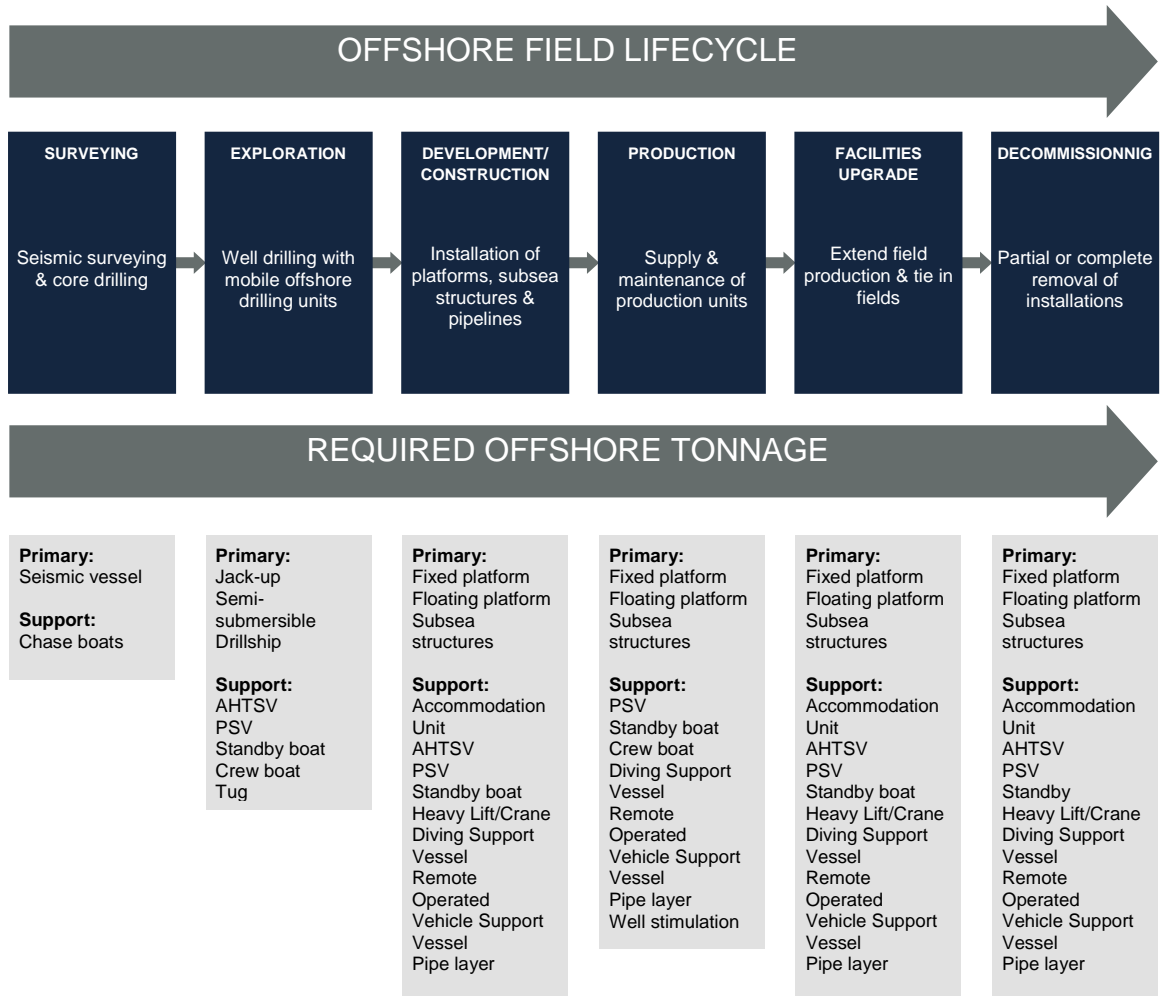 OFFSHORE FIELD LIFECYCLE
SURVEYING
Seismic surveying
& core drilling
EXPLORATION
Well drilling with
mobile offshore
drilling units
DEVELOPMENT/
CONSTRUCTION
Installation of
platforms, subsea
structures &
pipelines
PRODUCTION
Supply &
maintenance of
production units
FACILITIES
UPGRADE
Extend field
production & tie in
fields
DECOMMISSIONNIG
Partial or complete
removal of
installations
REQUIRED OFFSHORE TONNAGE
Primary:
Seismic vessel
Support:
Chase boats
Primary:
Jack-up
Semi-
submersible
Drillship
Support:
AHTSV
PSV
Standby boat
Crew boat
Tug
Primary:
Fixed platform
Floating platform
Subsea
structures
Support:
Accommodation
Unit
AHTSV
PSV
Standby boat
Heavy Lift/Crane
Diving Support
Vessel
Remote
Operated
Vehicle Support
Vessel
Pipe layer
Primary:
Fixed platform
Floating platform
Subsea
structures
Support:
PSV
Standby boat
Crew boat
Diving Support
Vessel
Remote
Operated
Vehicle Support
Vessel
Pipe layer
Well stimulation
Primary:
Fixed platform
Floating platform
Subsea
structures
Support:
Accommodation
Unit
AHTSV
PSV
Standby boat
Heavy Lift/Crane
Diving Support
Vessel
Remote
Operated
Vehicle Support
Vessel
Pipe layer
Primary:
Fixed platform
Floating platform
Subsea
structures
Support:
Accommodation
Unit
AHTSV
PSV
Standby
Heavy Lift/Crane
Diving Support
Vessel
Remote
Operated
Vehicle Support
Vessel
Pipe layer